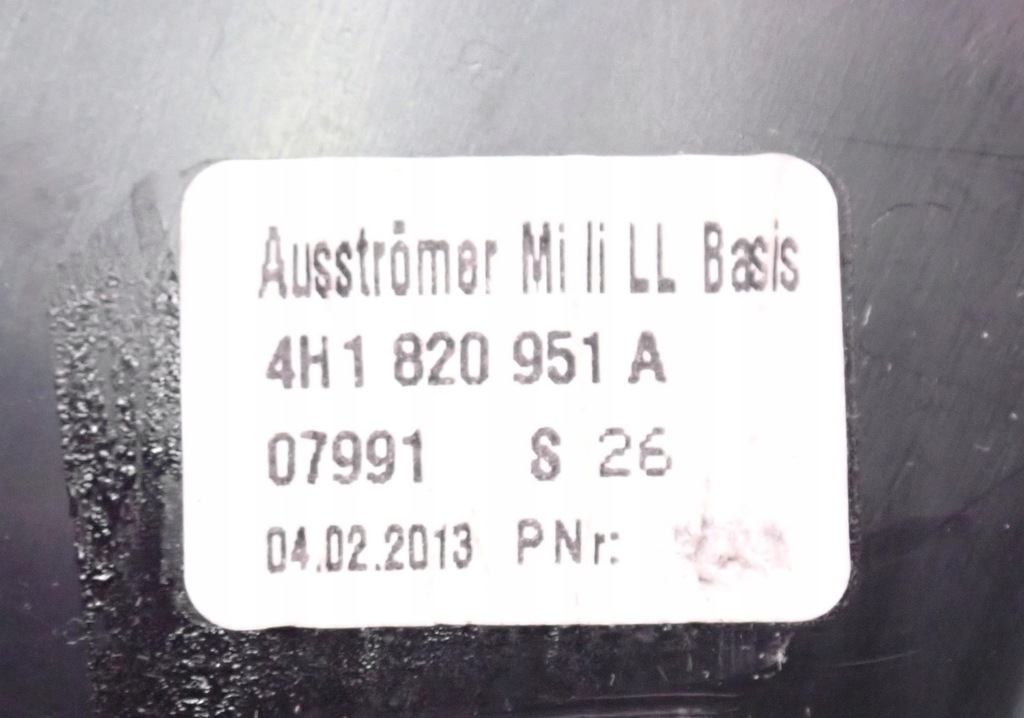 Ausströmer Mi li LL Basis
4H1 820 951 A
07991 S 26
04.02.2013 PNr: